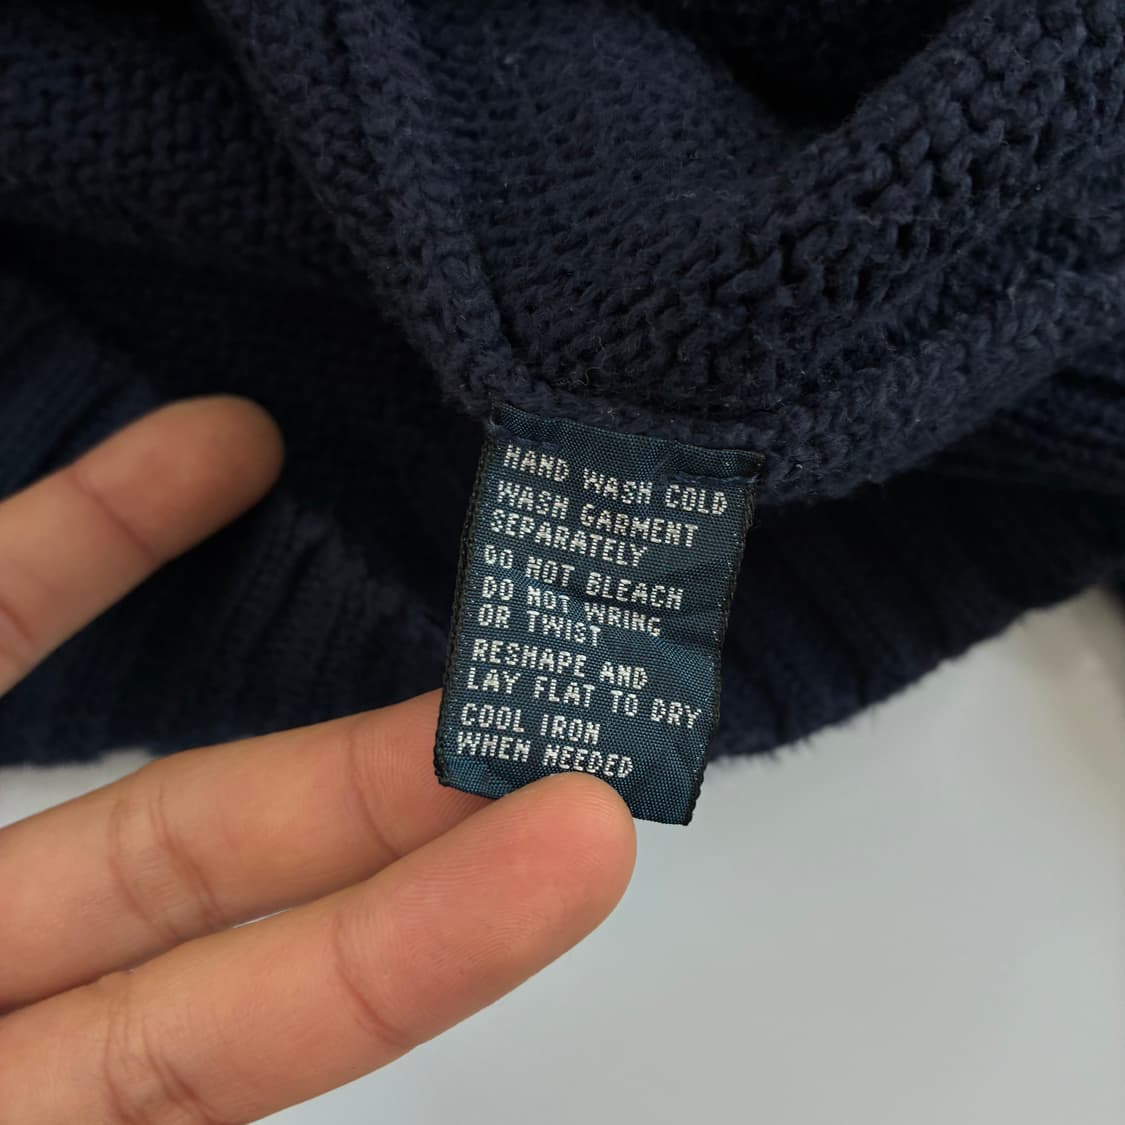 HAND WASH COLD
WASH GARMENT
SEPARATELY
DO NOT BLEACH
DO NOT WRING
OR TWIST
RESHAPE AND
LAY FLAT TO DRY
COOL IRON
WHEN NEEDED